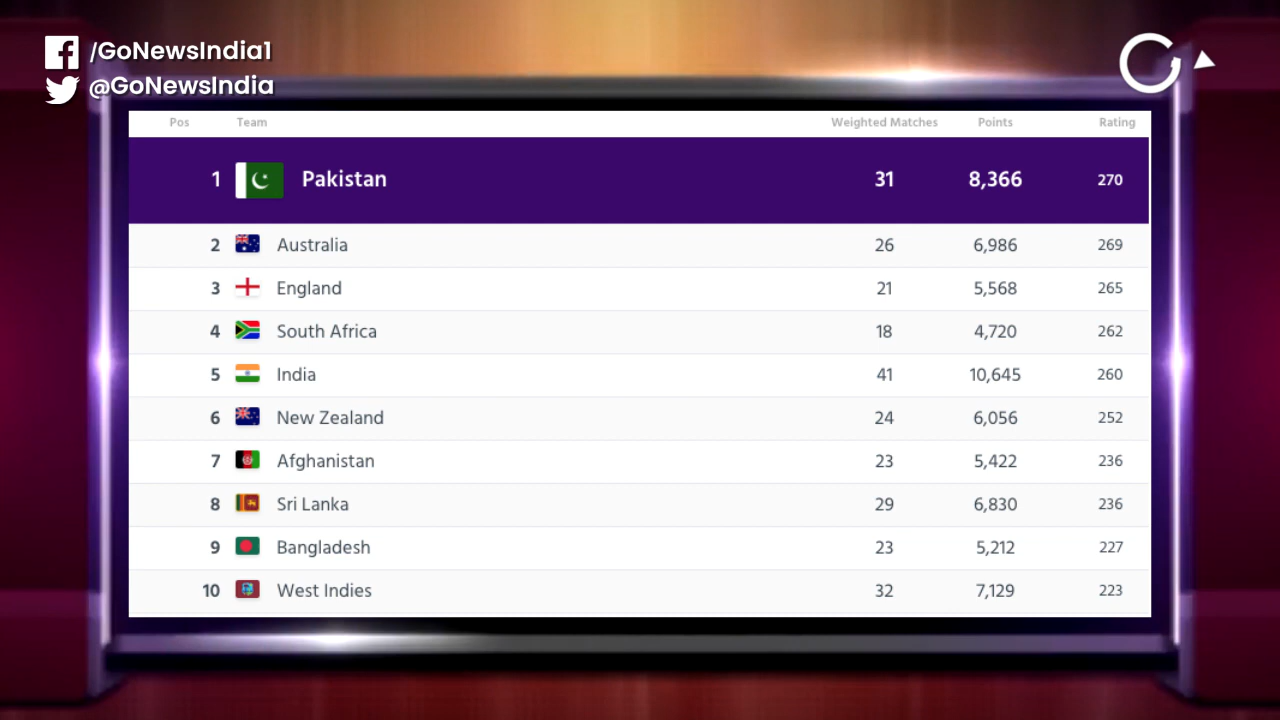 /GoNewsIndia1
@GoNewsIndia
Pos Team Weighted Matches Points Rating
1 Pakistan 31 8,366 270
2 Australia 26 6,986 269
3 England 21 5,568 265
4 South Africa 18 4,720 262
5 India 41 10,645 260
6 New Zealand 24 6,056 252
7 Afghanistan 23 5,422 236
8 Sri Lanka 29 6,830 236
9 Bangladesh 23 5,212 227
10 West Indies 32 7,129 223